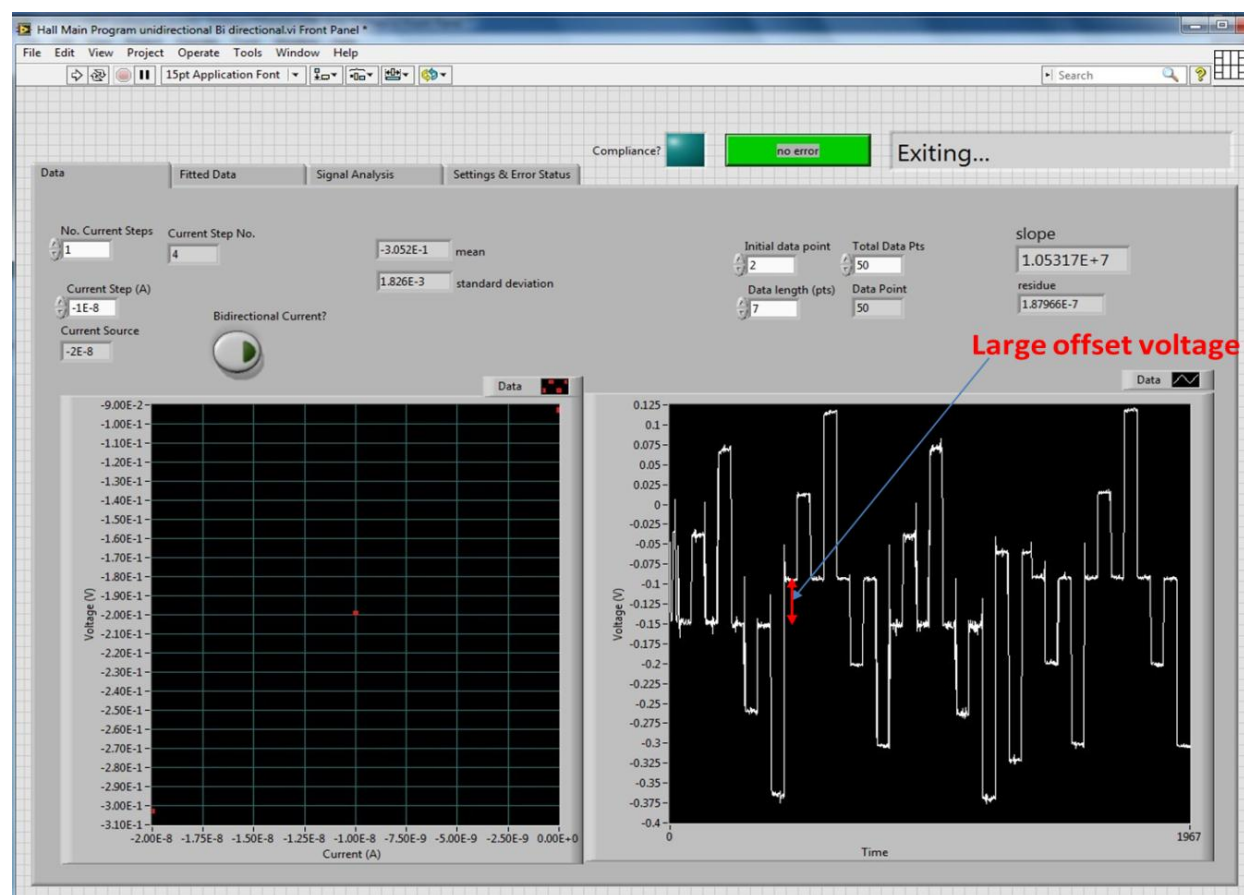 Hall Main Program unidirectional Bi directional.vi Front Panel *
File Edit View Project Operate Tools Window Help
15pt Application Font
Search
Compliance?
no error
Exiting...
Data
Fitted Data
Signal Analysis
Settings & Error Status
No. Current Steps
1
Current Step No.
4
-3.052E-1 mean
1.826E-3 standard deviation
Current Step (A)
-1E-8
Current Source
-2E-8
Bidirectional Current?
Initial data point
2
Total Data Pts
50
Data length (pts)
7
Data Point
50
slope
1.05317E+7
residue
1.87966E-7
Large offset voltage
Data
-9.00E-2
-1.00E-1
-1.10E-1
-1.20E-1
-1.30E-1
-1.40E-1
-1.50E-1
-1.60E-1
-1.70E-1
-1.80E-1
-1.90E-1
-2.00E-1
-2.10E-1
-2.20E-1
-2.30E-1
-2.40E-1
-2.50E-1
-2.60E-1
-2.70E-1
-2.80E-1
-2.90E-1
-3.00E-1
-3.10E-1
Voltage (V)
-2.00E-8 -1.75E-8 -1.50E-8 -1.25E-8 -1.00E-8 -7.50E-9 -5.00E-9 -2.50E-9 0.00E+0
Current (A)
Data
0.125
0.1
0.075
0.05
0.025
0
-0.025
-0.05
-0.075
-0.1
-0.125
-0.15
-0.175
-0.2
-0.225
-0.25
-0.275
-0.3
-0.325
-0.35
-0.375
-0.4
Voltage (V)
0 1967
Time